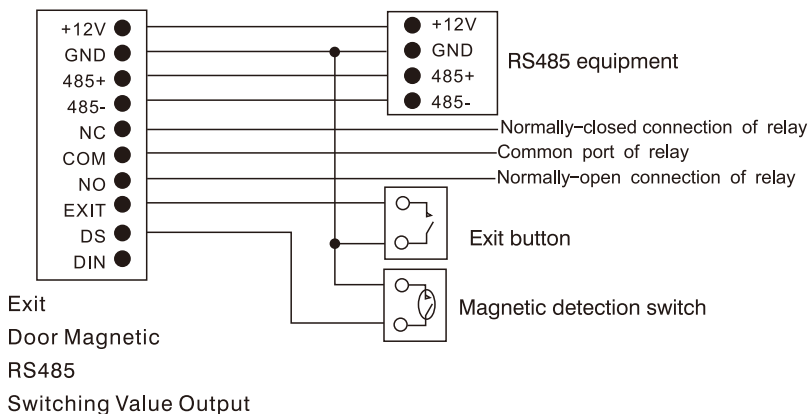 +12V
GND
485+
485-
NC
COM
NO
EXIT
DS
DIN
+12V
GND
485+
485-
RS485 equipment
Normally-closed connection of relay
Common port of relay
Normally-open connection of relay
Exit button
Magnetic detection switch
Exit
Door Magnetic
RS485
Switching Value Output